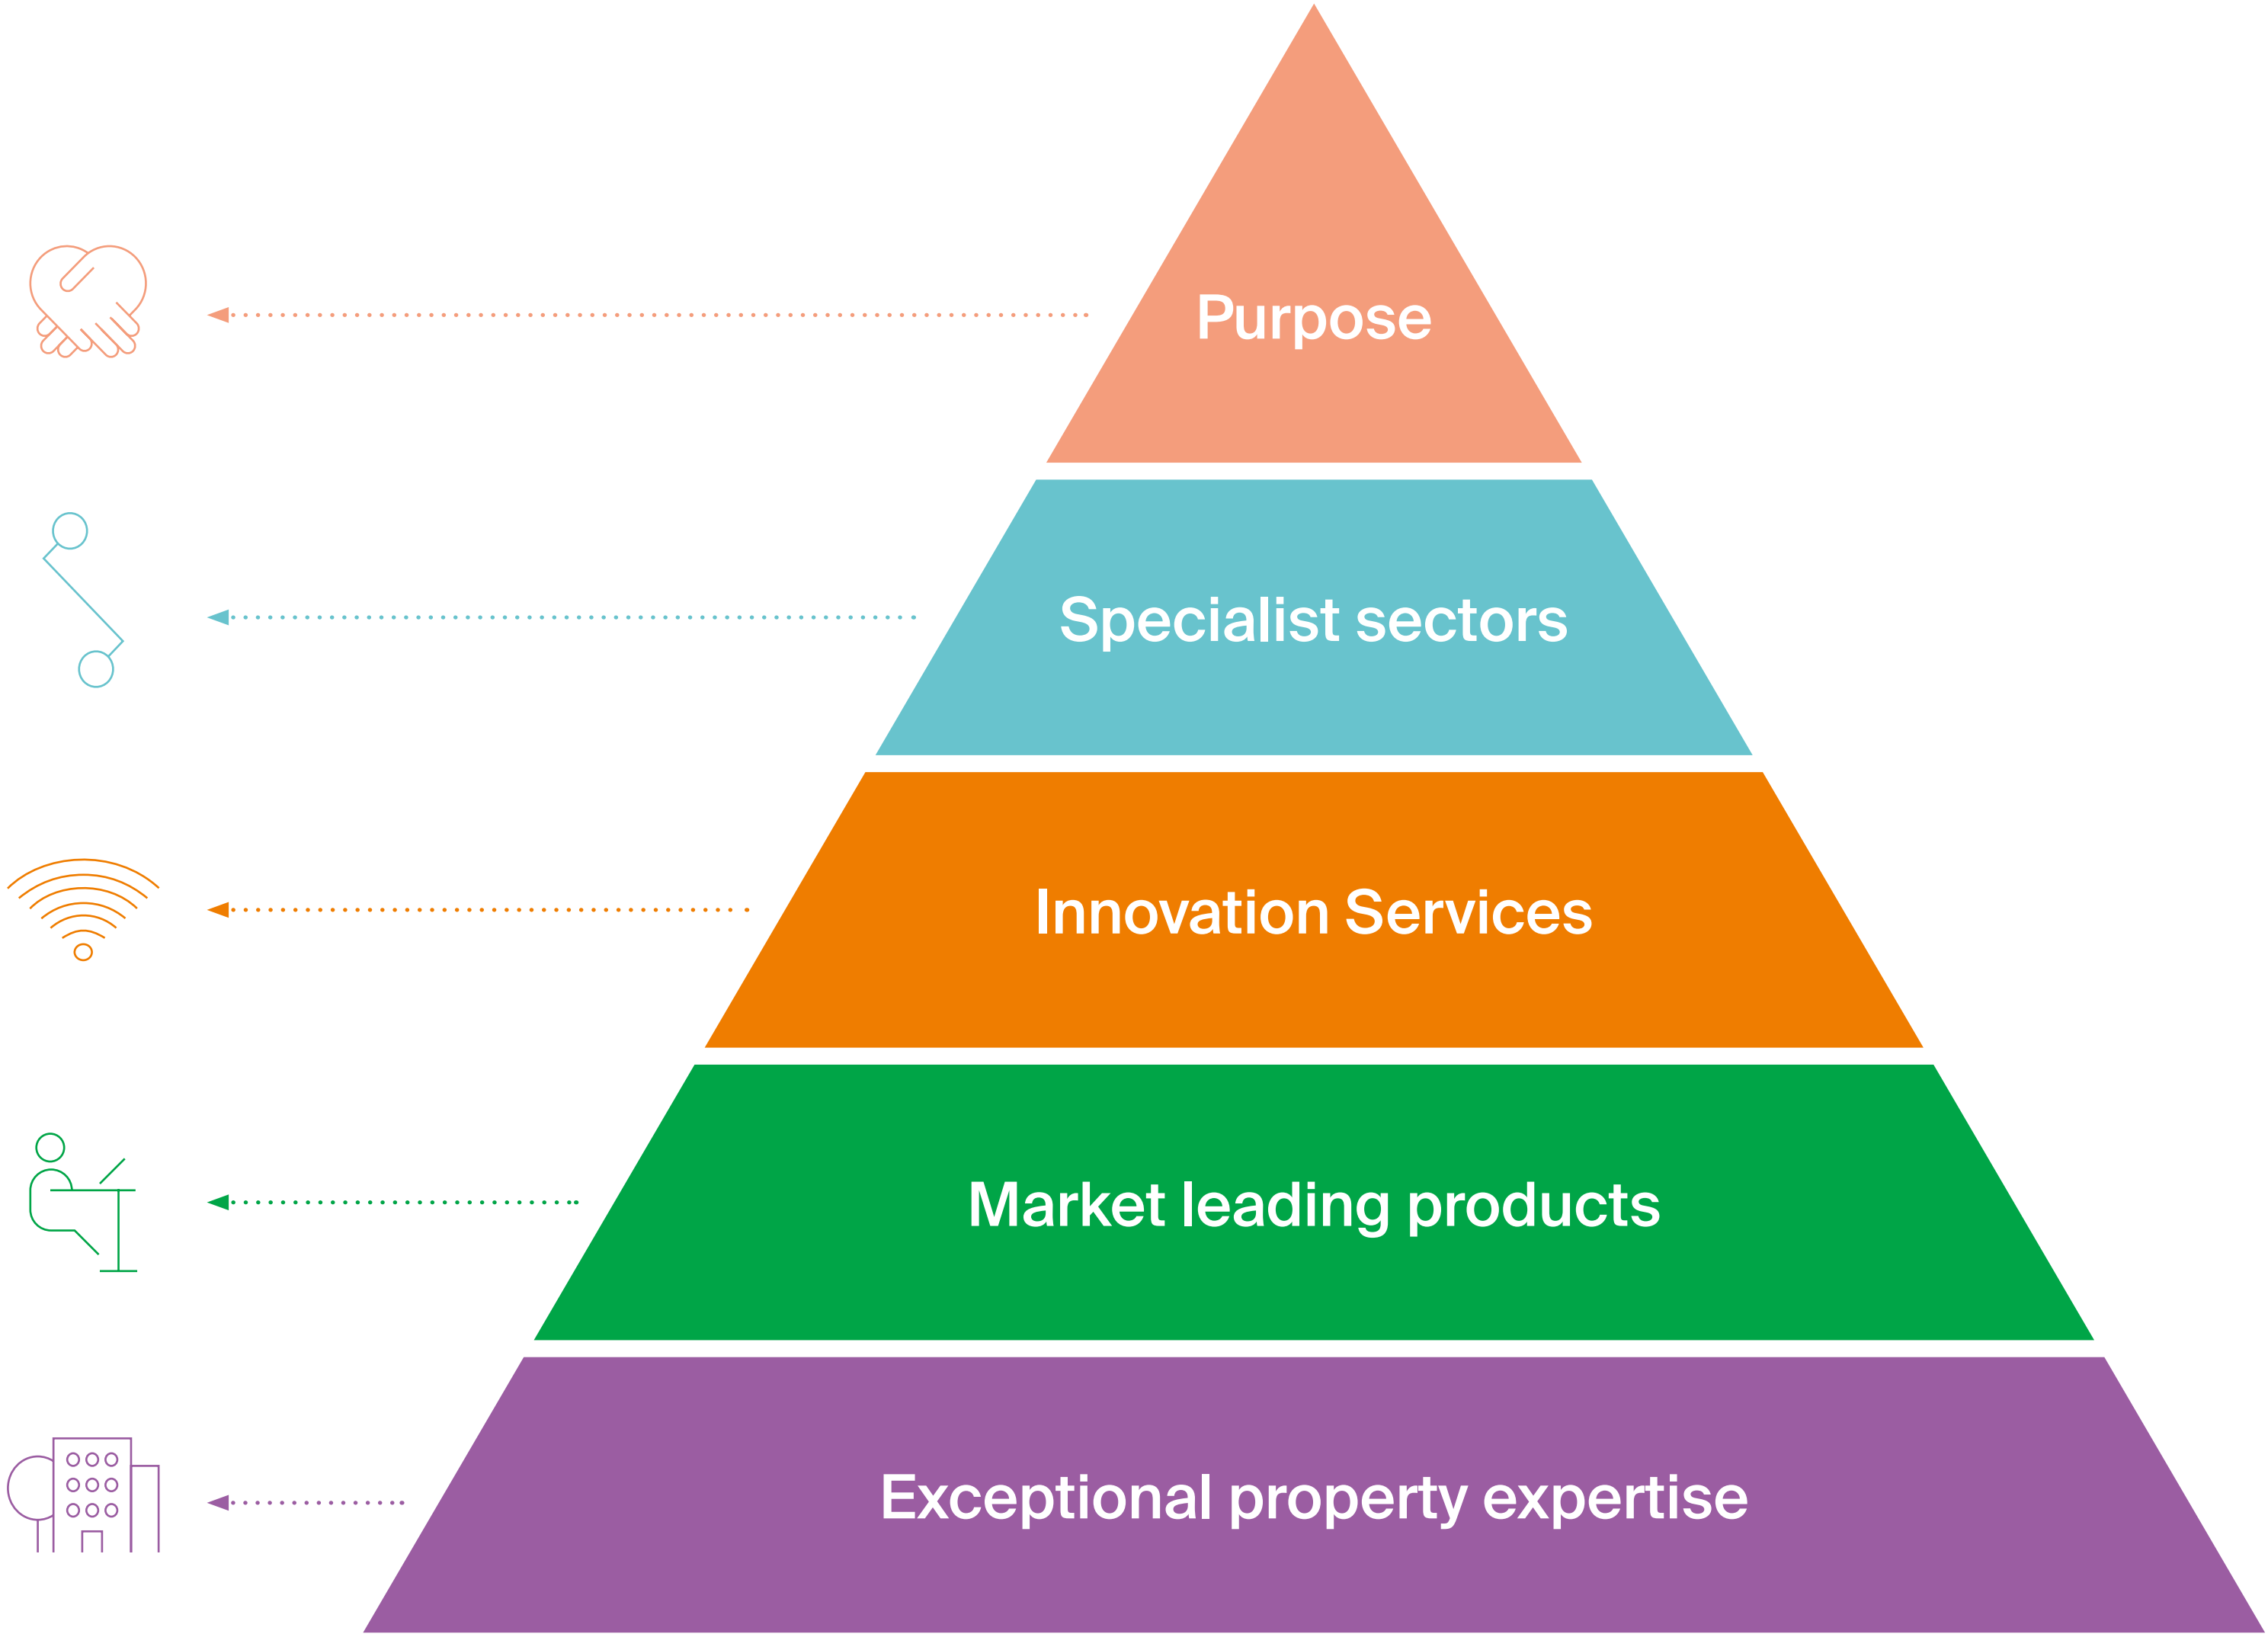 Purpose
Specialist sectors
Innovation Services
Market leading products
Exceptional property expertise